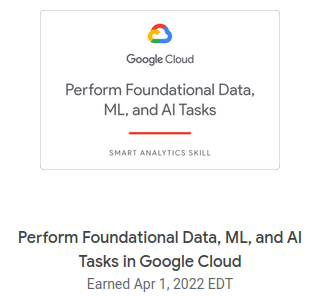 Google Cloud
Perform Foundational Data,
ML, and AI Tasks
SMART ANALYTICS SKILL
Perform Foundational Data, ML, and AI
Tasks in Google Cloud
Earned Apr 1, 2022 EDT